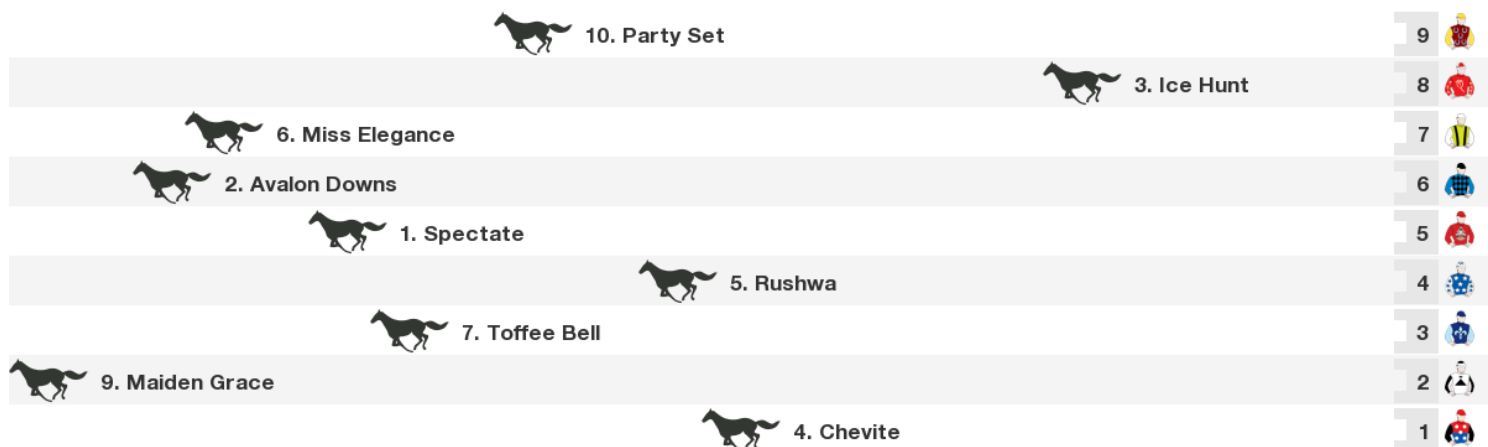 10. Party Set 9
3. Ice Hunt 8
6. Miss Elegance 7
2. Avalon Downs 6
1. Spectate 5
5. Rushwa 4
7. Toffee Bell 3
9. Maiden Grace 2
4. Chevite 1